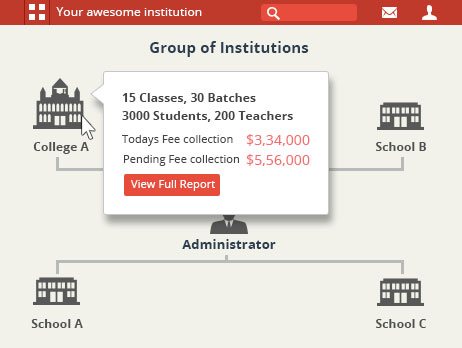 Your awesome institution
Group of Institutions
15 Classes, 30 Batches
3000 Students, 200 Teachers
Todays Fee collection $3,34,000
Pending Fee collection $5,56,000
View Full Report
College A
School B
Administrator
School A
School C